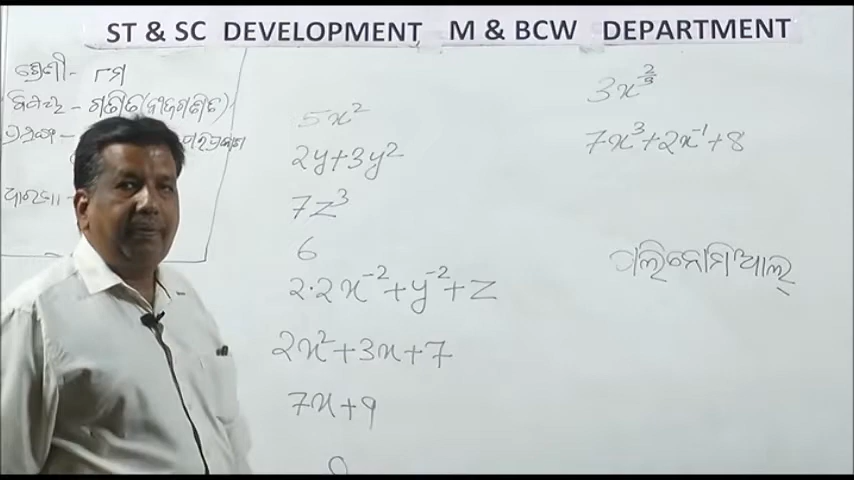 ST & SC DEVELOPMENT, M & BCW DEPARTMENT
ଶ୍ରେଣୀ - ୮ମ
ବିଷୟ - ଗଣିତ (ବୀଜଗଣିତ)
5x²
2y+3y²
7z³
6
2·2x⁻²+y⁻²+z
2x²+3x+7
7x+9
3x^⅔
7x³+2x⁻¹+8
ପଲିନୋମିଆଲ୍